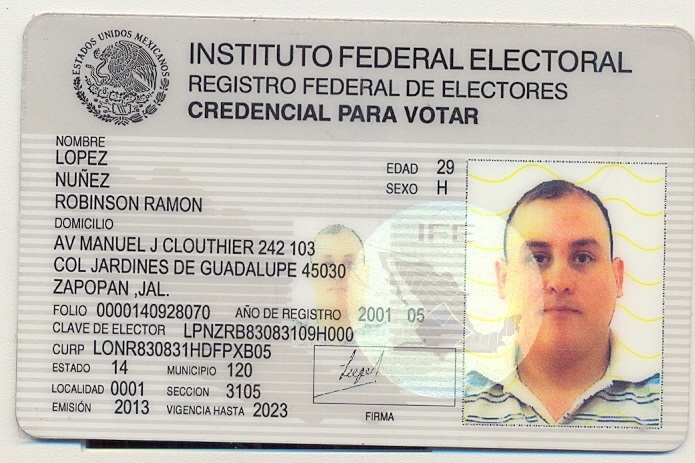 ESTADOS UNIDOS MEXICANOS
INSTITUTO FEDERAL ELECTORAL
REGISTRO FEDERAL DE ELECTORES
CREDENCIAL PARA VOTAR
NOMBRE
LOPEZ
NUÑEZ
ROBINSON RAMON
EDAD 29
SEXO H
DOMICILIO
AV MANUEL J CLOUTHIER 242 103
COL JARDINES DE GUADALUPE 45030
ZAPOPAN ,JAL.
IFE
FOLIO 0000140928070 AÑO DE REGISTRO 2001 05
CLAVE DE ELECTOR LPNZRB83083109H000
CURP LONR830831HDFPXB05
ESTADO 14 MUNICIPIO 120
LOCALIDAD 0001 SECCION 3105
EMISIÓN 2013 VIGENCIA HASTA 2023
FIRMA